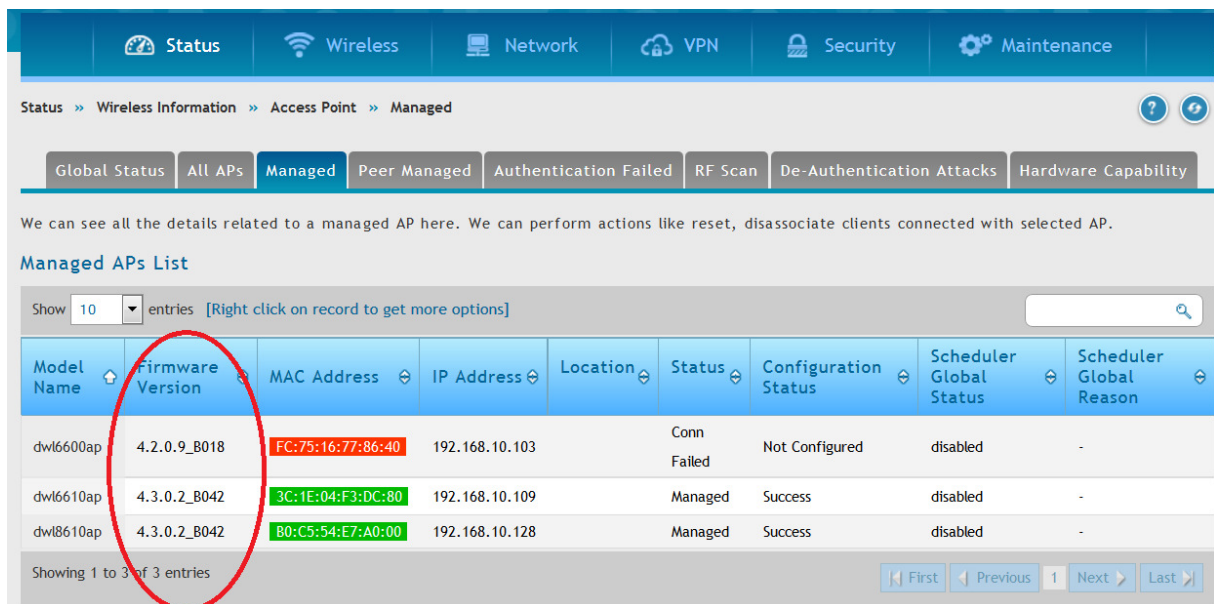 Status Wireless Network VPN Security Maintenance
Status » Wireless Information » Access Point » Managed
Global Status All APs Managed Peer Managed Authentication Failed RF Scan De-Authentication Attacks Hardware Capability
We can see all the details related to a managed AP here. We can perform actions like reset, disassociate clients connected with selected AP.
Managed APs List
Show 10 entries [Right click on record to get more options]
Model Name Firmware Version MAC Address IP Address Location Status Configuration Status Scheduler Global Status Scheduler Global Reason
dwl6600ap 4.2.0.9_B018 FC:75:16:77:86:40 192.168.10.103 Conn Failed Not Configured disabled -
dwl6610ap 4.3.0.2_B042 3C:1E:04:F3:DC:80 192.168.10.109 Managed Success disabled -
dwl8610ap 4.3.0.2_B042 B0:C5:54:E7:A0:00 192.168.10.128 Managed Success disabled -
Showing 1 to 3 of 3 entries First Previous 1 Next Last